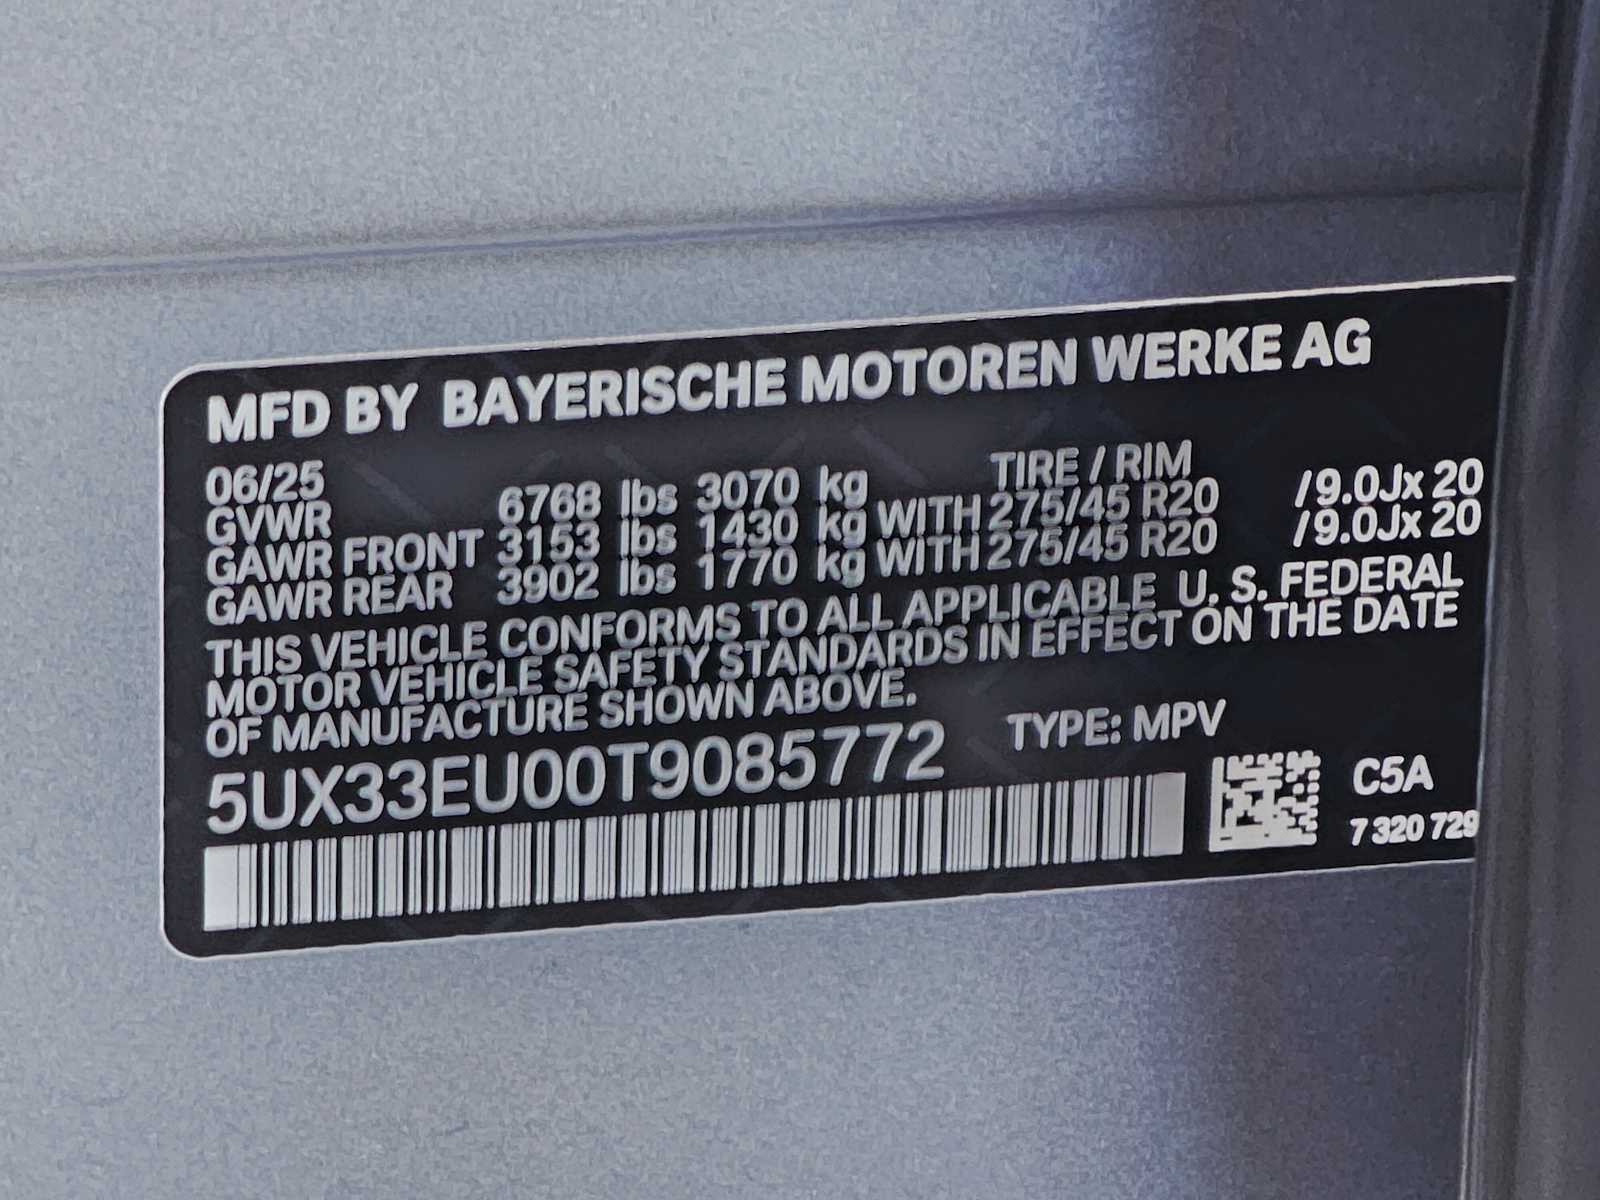 MFD BY BAYERISCHE MOTOREN WERKE AG
06/25 TIRE / RIM
GVWR 6768 lbs 3070 kg
GAWR FRONT 3153 lbs 1430 kg WITH 275/45 R20 /9.0Jx 20
GAWR REAR 3902 lbs 1770 kg WITH 275/45 R20 /9.0Jx 20
THIS VEHICLE CONFORMS TO ALL APPLICABLE U. S. FEDERAL
MOTOR VEHICLE SAFETY STANDARDS IN EFFECT ON THE DATE
OF MANUFACTURE SHOWN ABOVE.
5UX33EU00T9085772 TYPE: MPV
C5A
7 320 729